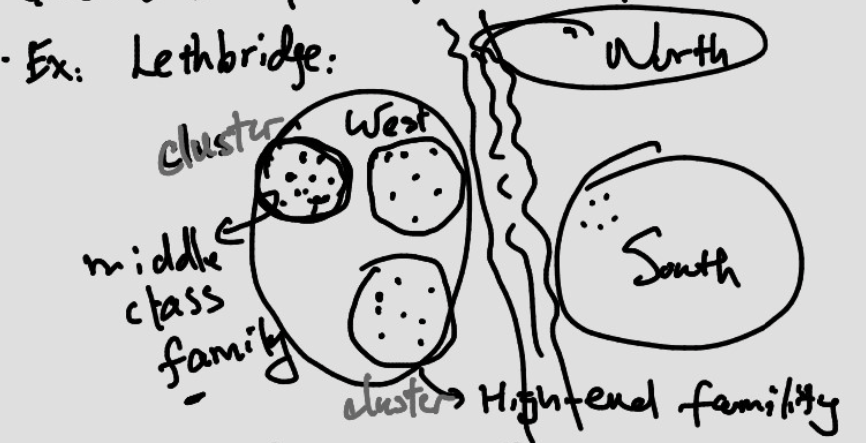 · Ex: Lethbridge:
North
West
cluster
South
middle
class
family
cluster → High-end famility